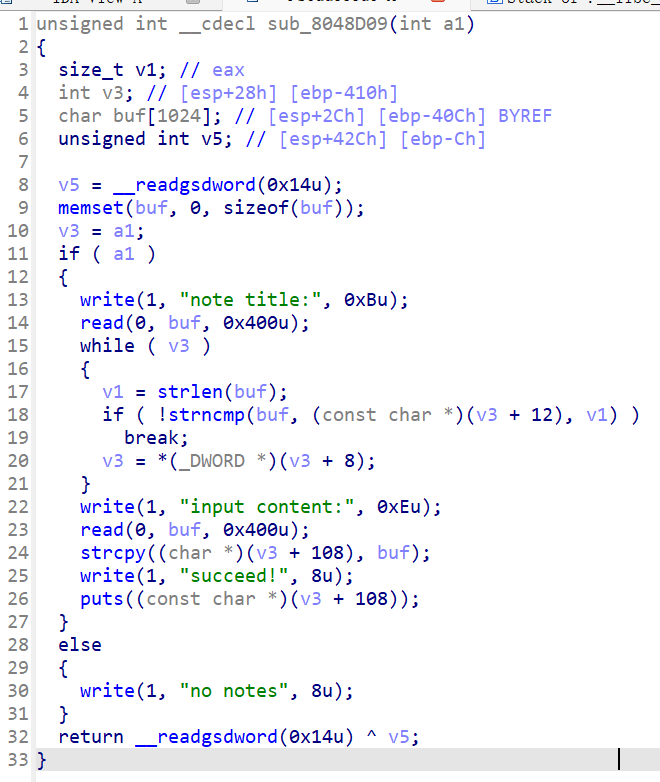 1 unsigned int __cdecl sub_8048D09(int a1)
2 {
3   size_t v1; // eax
4   int v3; // [esp+28h] [ebp-410h]
5   char buf[1024]; // [esp+2Ch] [ebp-40Ch] BYREF
6   unsigned int v5; // [esp+42Ch] [ebp-Ch]
7
8   v5 = __readgsdword(0x14u);
9   memset(buf, 0, sizeof(buf));
10   v3 = a1;
11   if ( a1 )
12   {
13     write(1, "note title:", 0xBu);
14     read(0, buf, 0x400u);
15     while ( v3 )
16     {
17       v1 = strlen(buf);
18       if ( !strncmp(buf, (const char *)(v3 + 12), v1) )
19         break;
20       v3 = *(_DWORD *)(v3 + 8);
21     }
22     write(1, "input content:", 0xEu);
23     read(0, buf, 0x400u);
24     strcpy((char *)(v3 + 108), buf);
25     write(1, "succeed!", 8u);
26     puts((const char *)(v3 + 108));
27   }
28   else
29   {
30     write(1, "no notes", 8u);
31   }
32   return __readgsdword(0x14u) ^ v5;
33 }